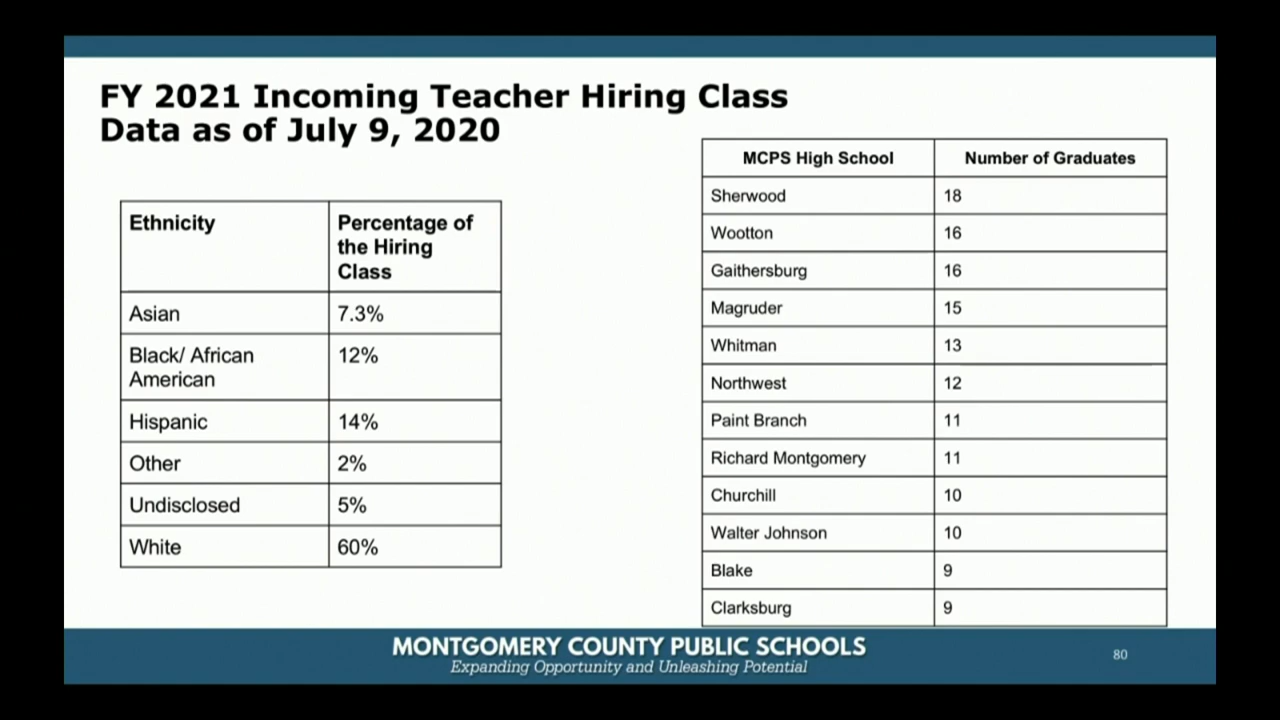 FY 2021 Incoming Teacher Hiring Class
Data as of July 9, 2020
Ethnicity Percentage of
the Hiring
Class
Asian 7.3%
Black/ African 12%
American
Hispanic 14%
Other 2%
Undisclosed 5%
White 60%
MCPS High School Number of Graduates
Sherwood 18
Wootton 16
Gaithersburg 16
Magruder 15
Whitman 13
Northwest 12
Paint Branch 11
Richard Montgomery 11
Churchill 10
Walter Johnson 10
Blake 9
Clarksburg 9
MONTGOMERY COUNTY PUBLIC SCHOOLS
Expanding Opportunity and Unleashing Potential
80